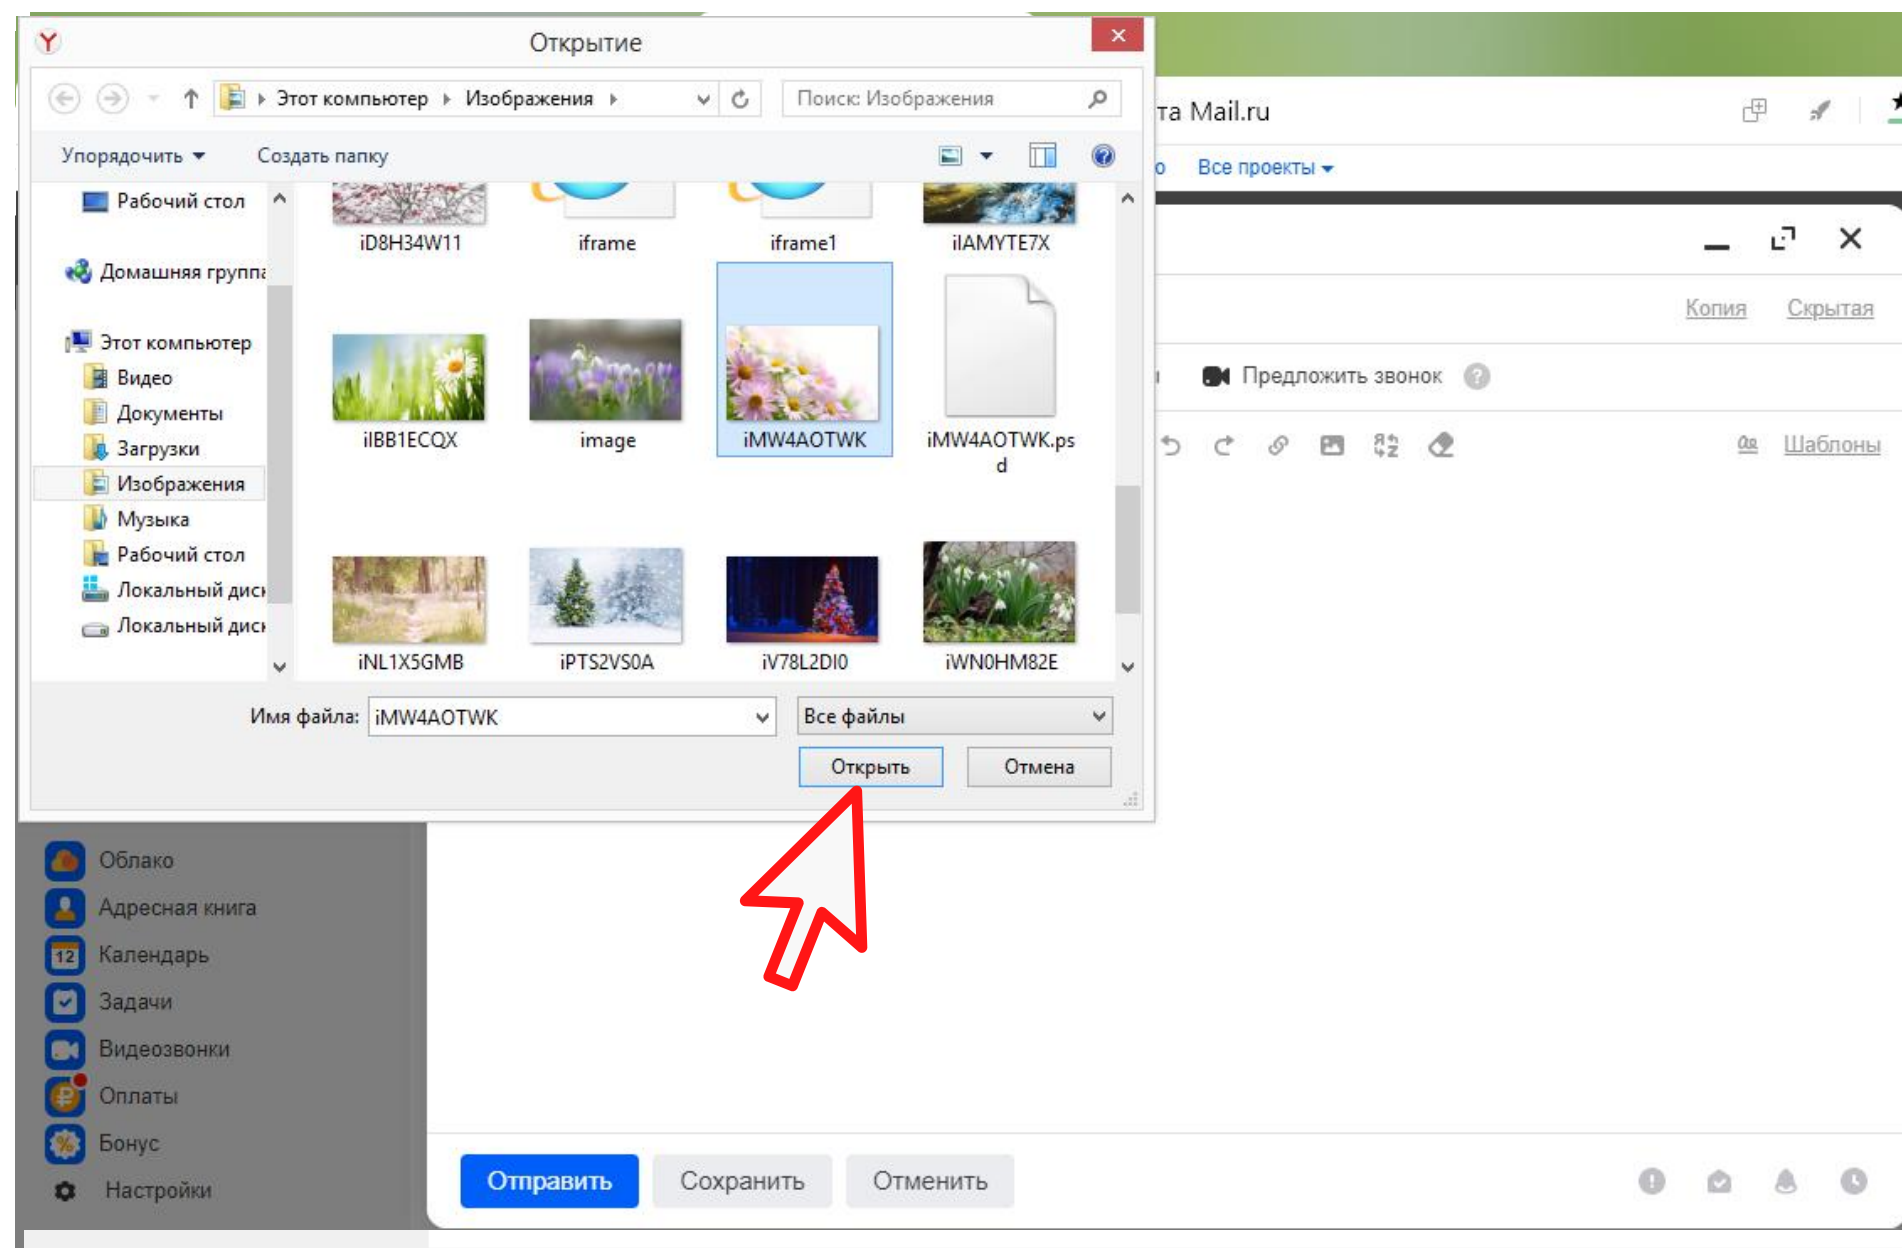 Открытие
Этот компьютер Изображения
Поиск: Изображения
та Mail.ru
Упорядочить Создать папку
о Все проекты
Рабочий стол
Домашняя группа
Этот компьютер
Видео
Документы
Загрузки
Изображения
Музыка
Рабочий стол
Локальный диск
Локальный диск
iD8H34W11 iframe iframe1 iIAMYTE7X
iIBB1ECQX image iMW4AOTWK iMW4AOTWK.ps
d
iNL1X5GMB iPTS2VS0A iV78L2DI0 iWN0HM82E
Имя файла: iMW4AOTWK Все файлы
Открыть Отмена
Копия Скрытая
Предложить звонок ?
Шаблоны
Облако
Адресная книга
12 Календарь
Задачи
Видеозвонки
Оплаты
Бонус
Настройки
Отправить Сохранить Отменить